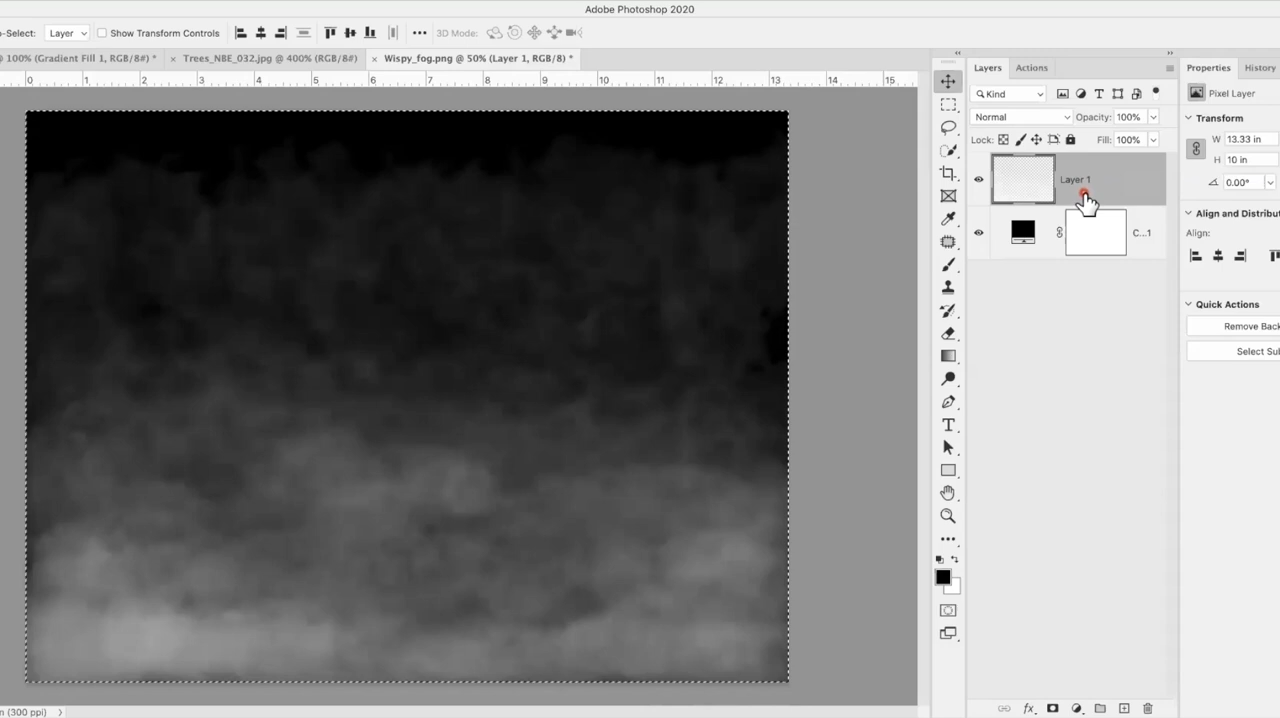 Adobe Photoshop 2020
-Select: Layer Show Transform Controls 3D Mode:
@ 100% (Gradient Fill 1, RGB/8#) * × Trees_NBE_032.jpg @ 400% (RGB/8#) × Wispy_fog.png @ 50% (Layer 1, RGB/8) *
0 1 2 3 4 5 6 7 8 9 10 11 12 13 15
Layers Actions
Kind
Normal Opacity: 100%
Lock: Fill: 100%
Layer 1
C...1
Properties History
Pixel Layer
Transform
W 13.33 in
H 10 in
0.00°
Align and Distribu
Align:
Quick Actions
Remove Back
Select Sul
n (300 ppi)